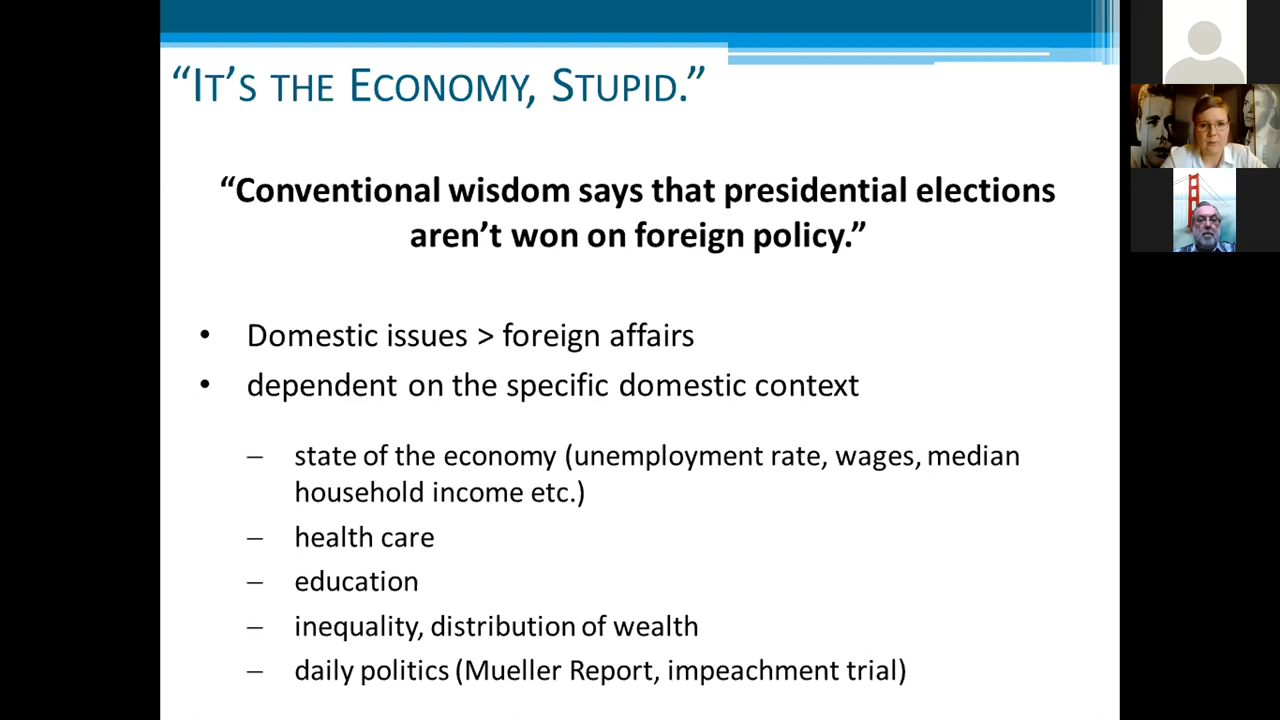 “IT’S THE ECONOMY, STUPID.”
“Conventional wisdom says that presidential elections
aren’t won on foreign policy.”
• Domestic issues > foreign affairs
• dependent on the specific domestic context
– state of the economy (unemployment rate, wages, median
household income etc.)
– health care
– education
– inequality, distribution of wealth
– daily politics (Mueller Report, impeachment trial)